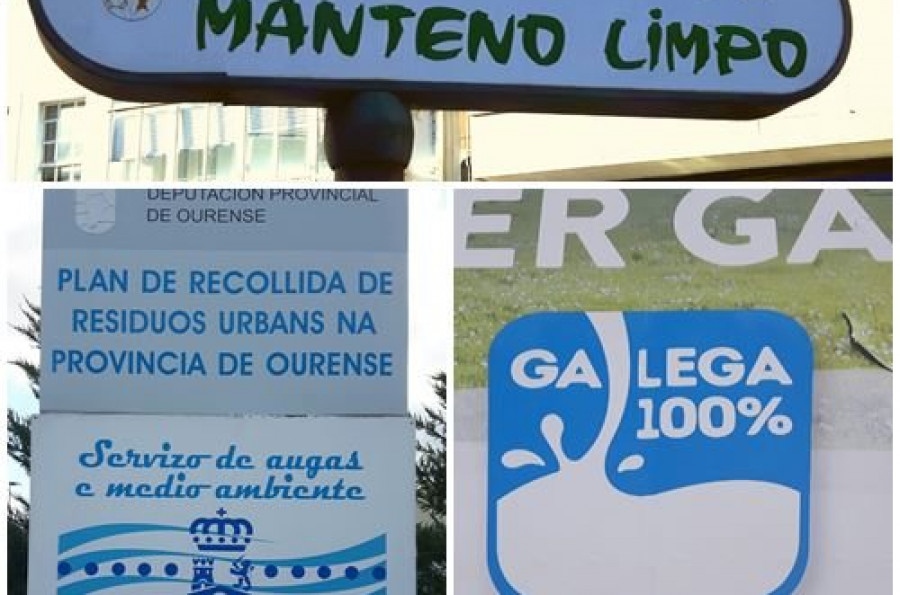 MANTENO LIMPO
DEPUTACIÓN PROVINCIAL
DE OURENSE
PLAN DE RECOLLIDA DE
RESIDUOS URBANS NA
PROVINCIA DE OURENSE
Servizo de augas
e medio ambiente
ER GA
GALEGA
100%